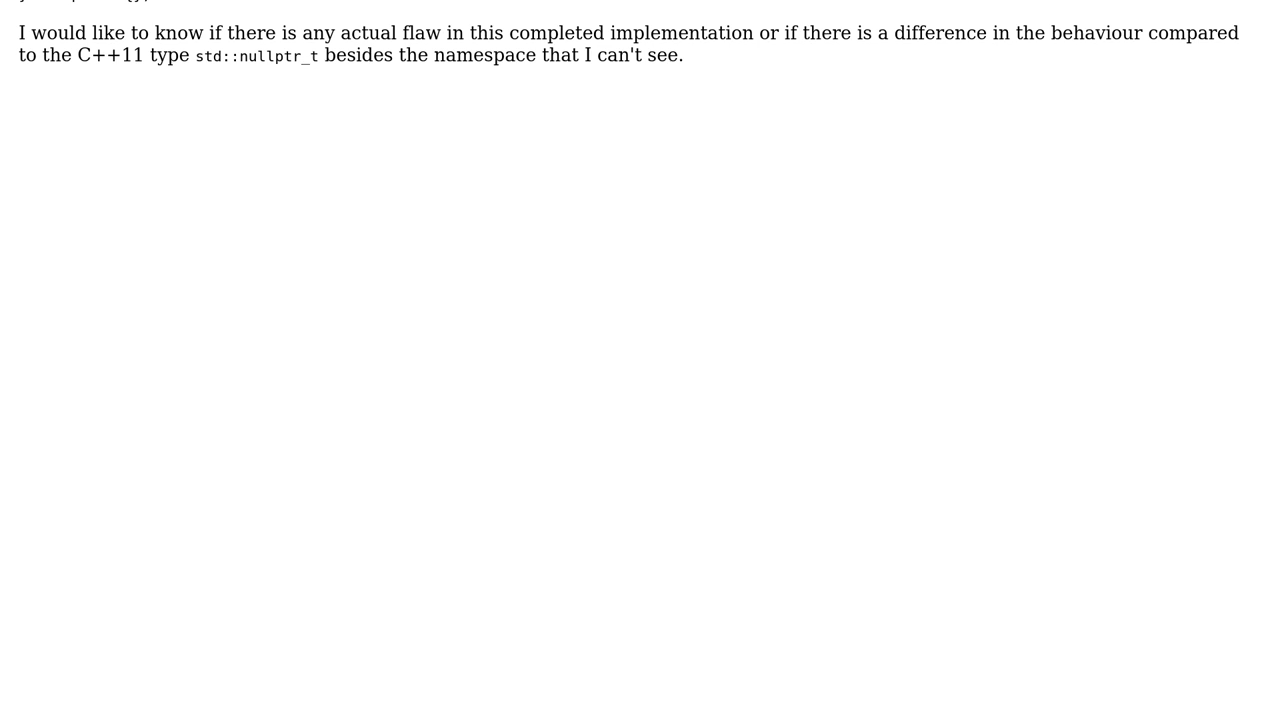 I would like to know if there is any actual flaw in this completed implementation or if there is a difference in the behaviour compared
to the C++11 type std::nullptr_t besides the namespace that I can't see.